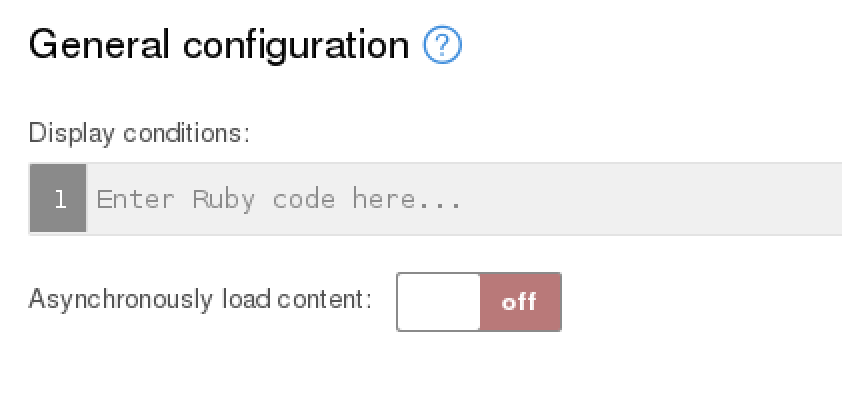 General configuration ?
Display conditions:
1 Enter Ruby code here...
Asynchronously load content: off